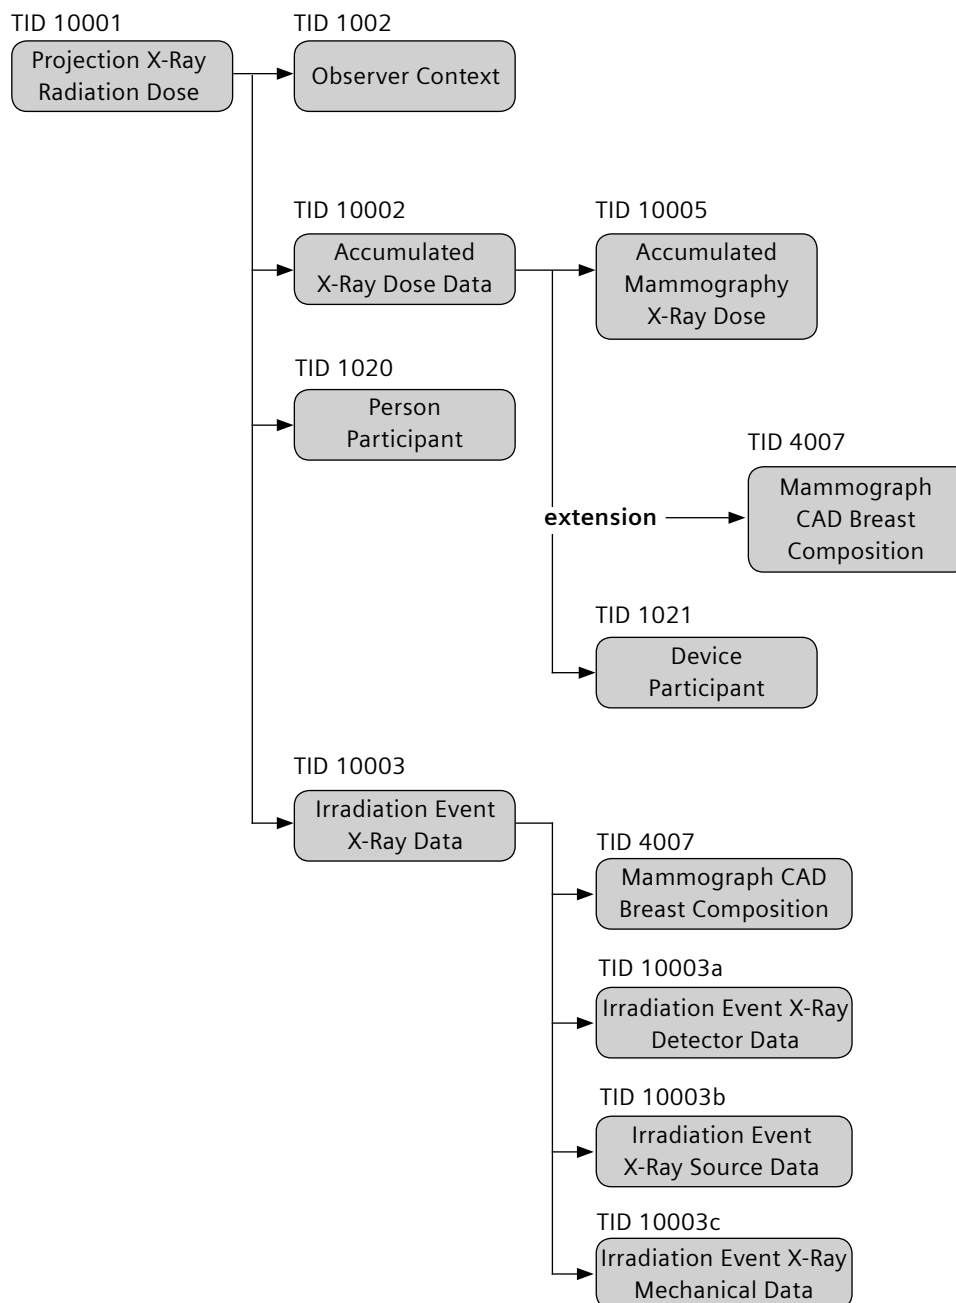 TID 10001
Projection X-Ray
Radiation Dose
TID 1002
Observer Context
TID 10002
Accumulated
X-Ray Dose Data
TID 10005
Accumulated
Mammography
X-Ray Dose
TID 1020
Person
Participant
TID 4007
Mammograph
CAD Breast
Composition
extension
TID 1021
Device
Participant
TID 10003
Irradiation Event
X-Ray Data
TID 4007
Mammograph CAD
Breast Composition
TID 10003a
Irradiation Event X-Ray
Detector Data
TID 10003b
Irradiation Event
X-Ray Source Data
TID 10003c
Irradiation Event X-Ray
Mechanical Data